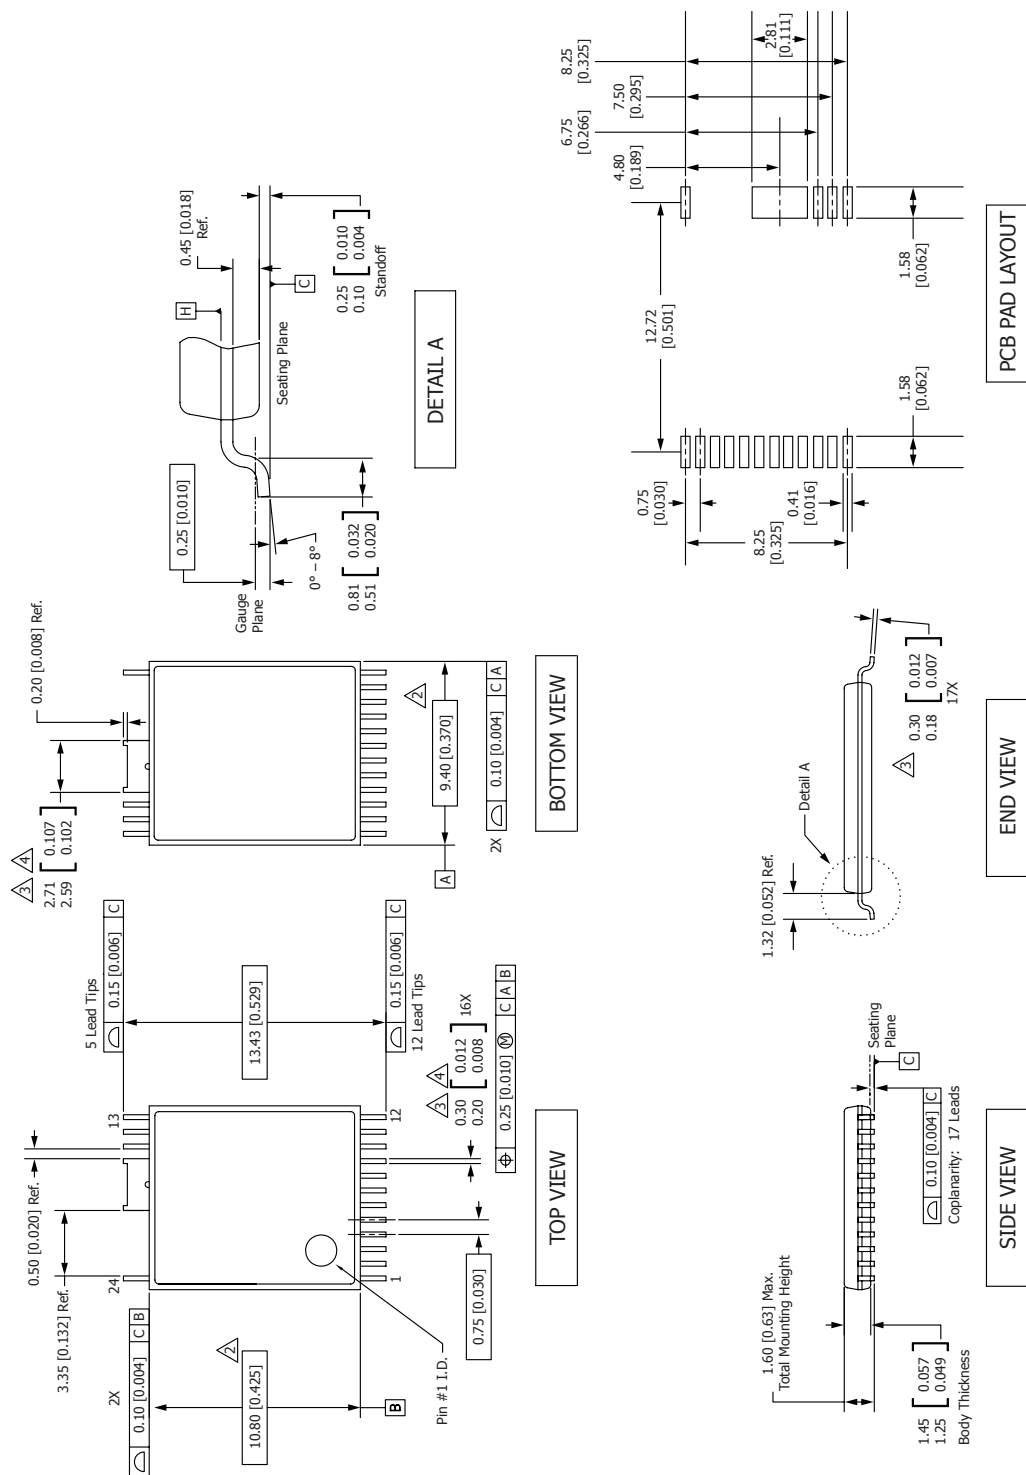 2X
0.10 [0.004] C B
3.35 [0.132] Ref.
0.50 [0.020] Ref.
24
13
2
10.80 [0.425]
B
Pin #1 I.D.
1
12
0.75 [0.030]
5 Lead Tips
0.15 [0.006] C
13.43 [0.529]
0.15 [0.006] C
12 Lead Tips
3 4
0.30 [0.012]
0.20 [0.008]
16X
⌖ 0.25 [0.010] Ⓜ C A B
TOP VIEW
3 4
2.71 [0.107]
2.59 [0.102]
0.20 [0.008] Ref.
A
9.40 [0.370]
2
2X
0.10 [0.004] C A
BOTTOM VIEW
Gauge
Plane
0.25 [0.010]
0° – 8°
0.81 [0.032]
0.51 [0.020]
H
0.45 [0.018]
Ref.
Seating Plane
C
0.25 [0.010]
0.10 [0.004]
Standoff
DETAIL A
1.60 [0.63] Max.
Total Mounting Height
1.45 [0.057]
1.25 [0.049]
Body Thickness
Seating
Plane
C
0.10 [0.004] C
Coplanarity: 17 Leads
SIDE VIEW
1.32 [0.052] Ref.
Detail A
3
0.30 [0.012]
0.18 [0.007]
17X
END VIEW
0.75
[0.030]
8.25
[0.325]
0.41
[0.016]
1.58
[0.062]
12.72
[0.501]
4.80
[0.189]
6.75
[0.266]
7.50
[0.295]
8.25
[0.325]
2.81
[0.111]
1.58
[0.062]
PCB PAD LAYOUT